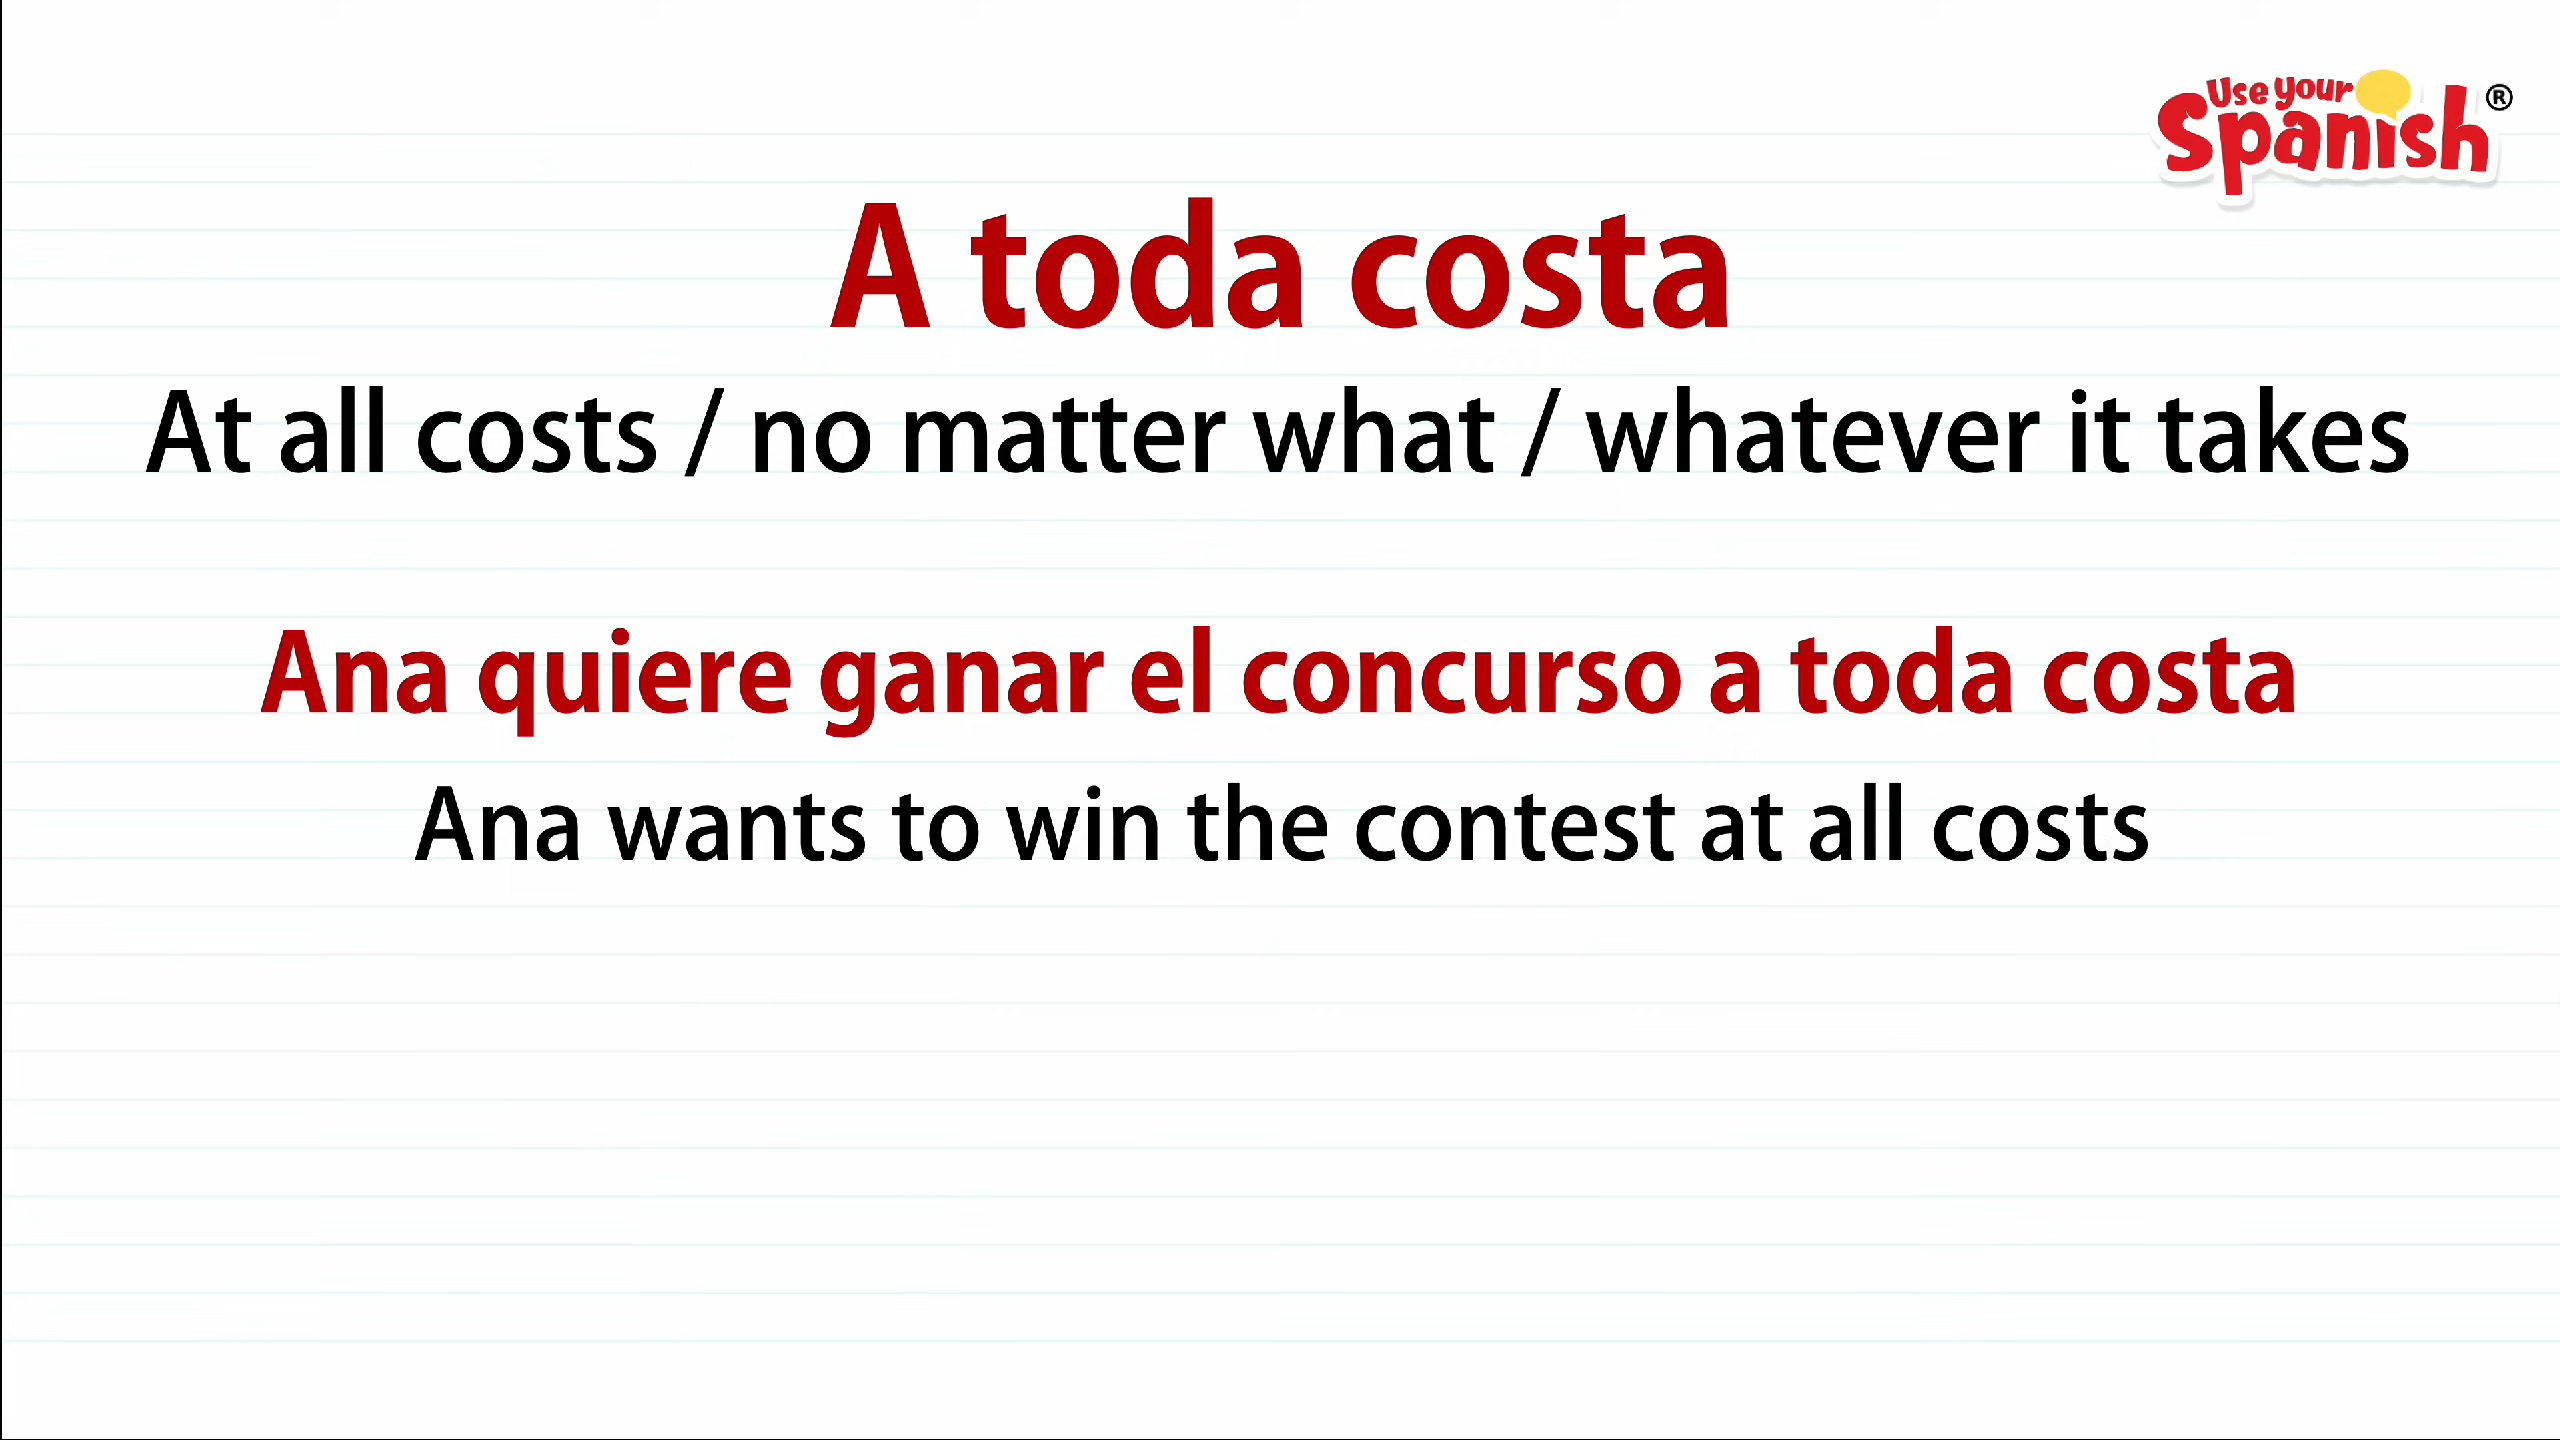 Use your
Spanish®
A toda costa
At all costs / no matter what / whatever it takes
Ana quiere ganar el concurso a toda costa
Ana wants to win the contest at all costs